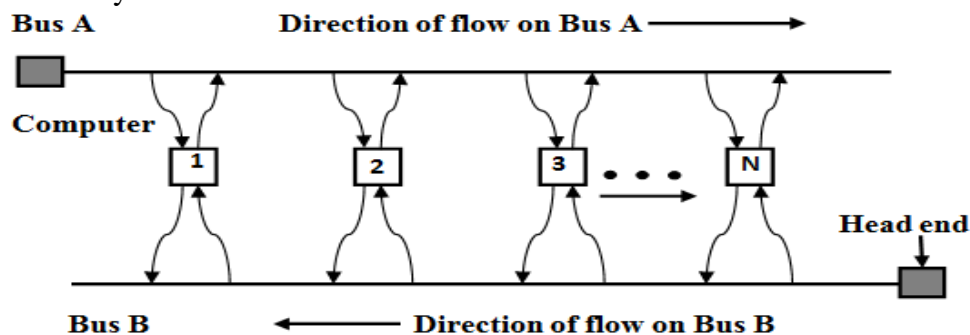 Bus A Direction of flow on Bus A
Computer
1 2 3 N
Head end
Bus B Direction of flow on Bus B